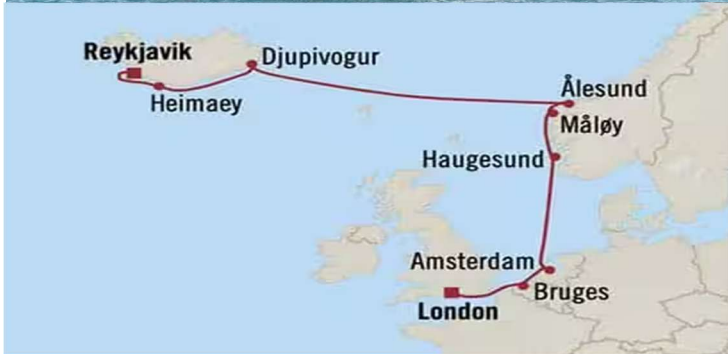 Reykjavik
Djupivogur
Heimaey
Ålesund
Måløy
Haugesund
Amsterdam
Bruges
London